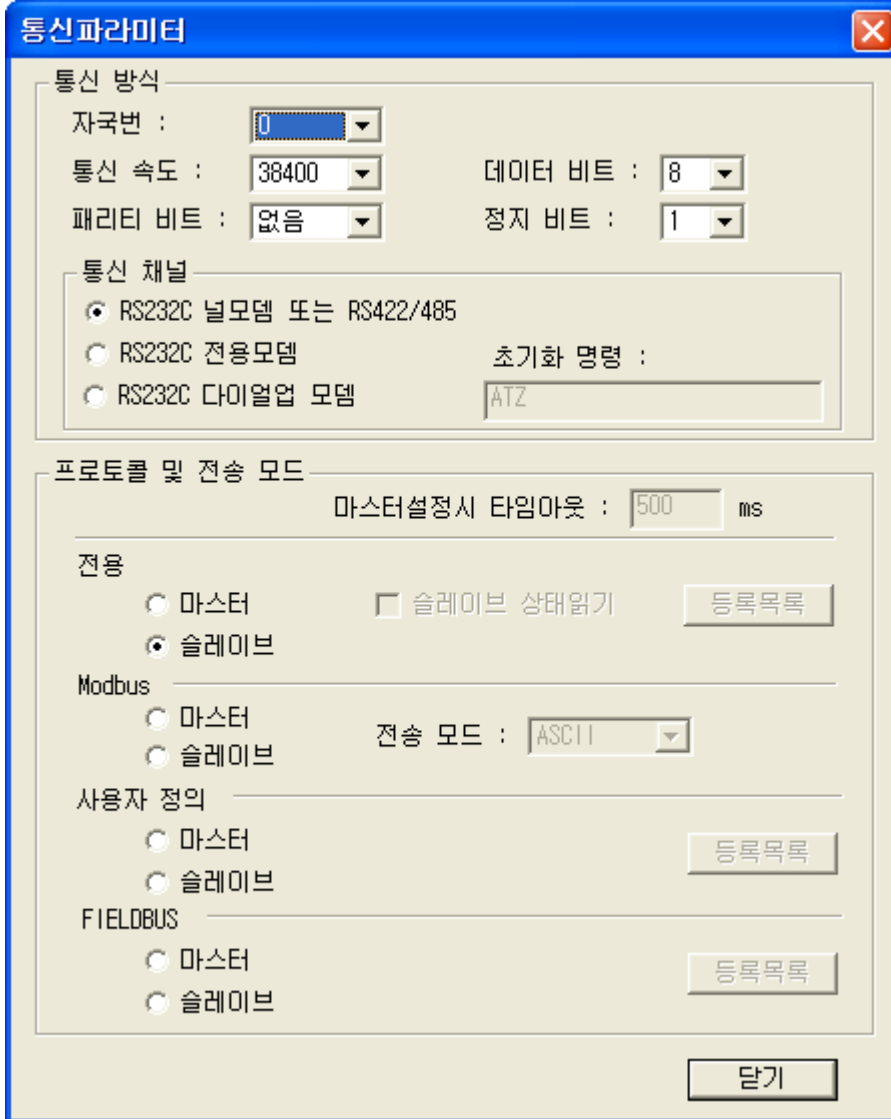 통신파라미터
통신 방식
자국번 : 0
통신 속도 : 38400 데이터 비트 : 8
패리티 비트 : 없음 정지 비트 : 1
통신 채널
RS232C 널모뎀 또는 RS422/485
RS232C 전용모뎀 초기화 명령 :
RS232C 다이얼업 모뎀 ATZ
프로토콜 및 전송 모드
마스터설정시 타임아웃 : 500 ms
전용
마스터 슬레이브 상태읽기 등록목록
슬레이브
Modbus
마스터
전송 모드 : ASCII
슬레이브
사용자 정의
마스터
등록목록
슬레이브
FIELDBUS
마스터
등록목록
슬레이브
닫기